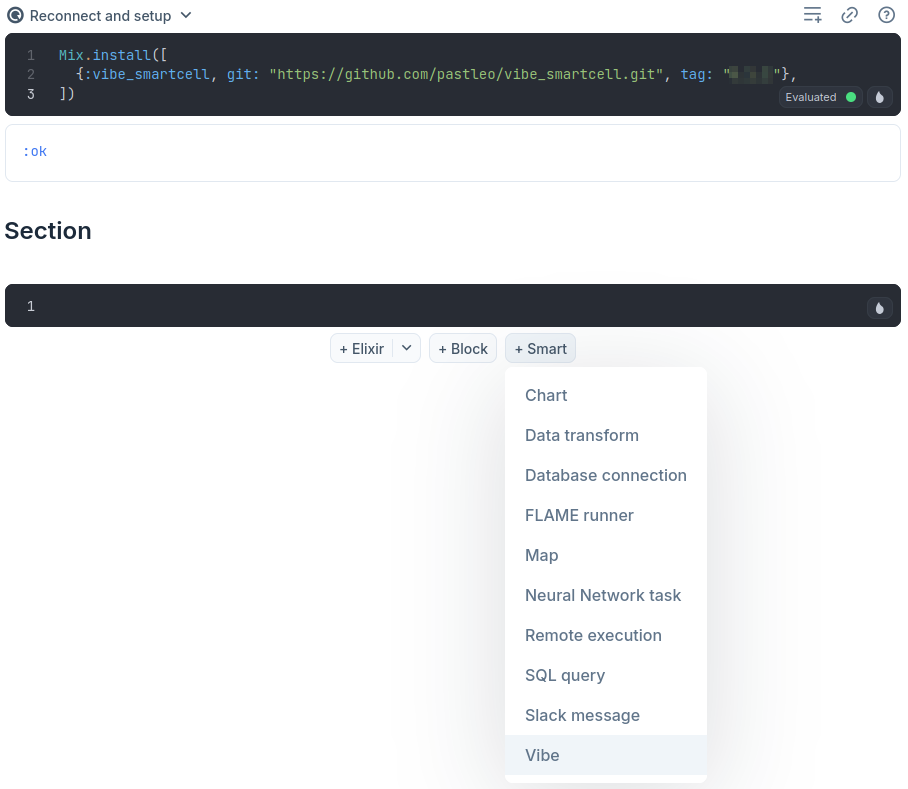 Reconnect and setup
1 Mix.install([
2 {:vibe_smartcell, git: "https://github.com/pastleo/vibe_smartcell.git", tag: ""},
3 ])
Evaluated
:ok
Section
1
+ Elixir + Block + Smart
Chart
Data transform
Database connection
FLAME runner
Map
Neural Network task
Remote execution
SQL query
Slack message
Vibe